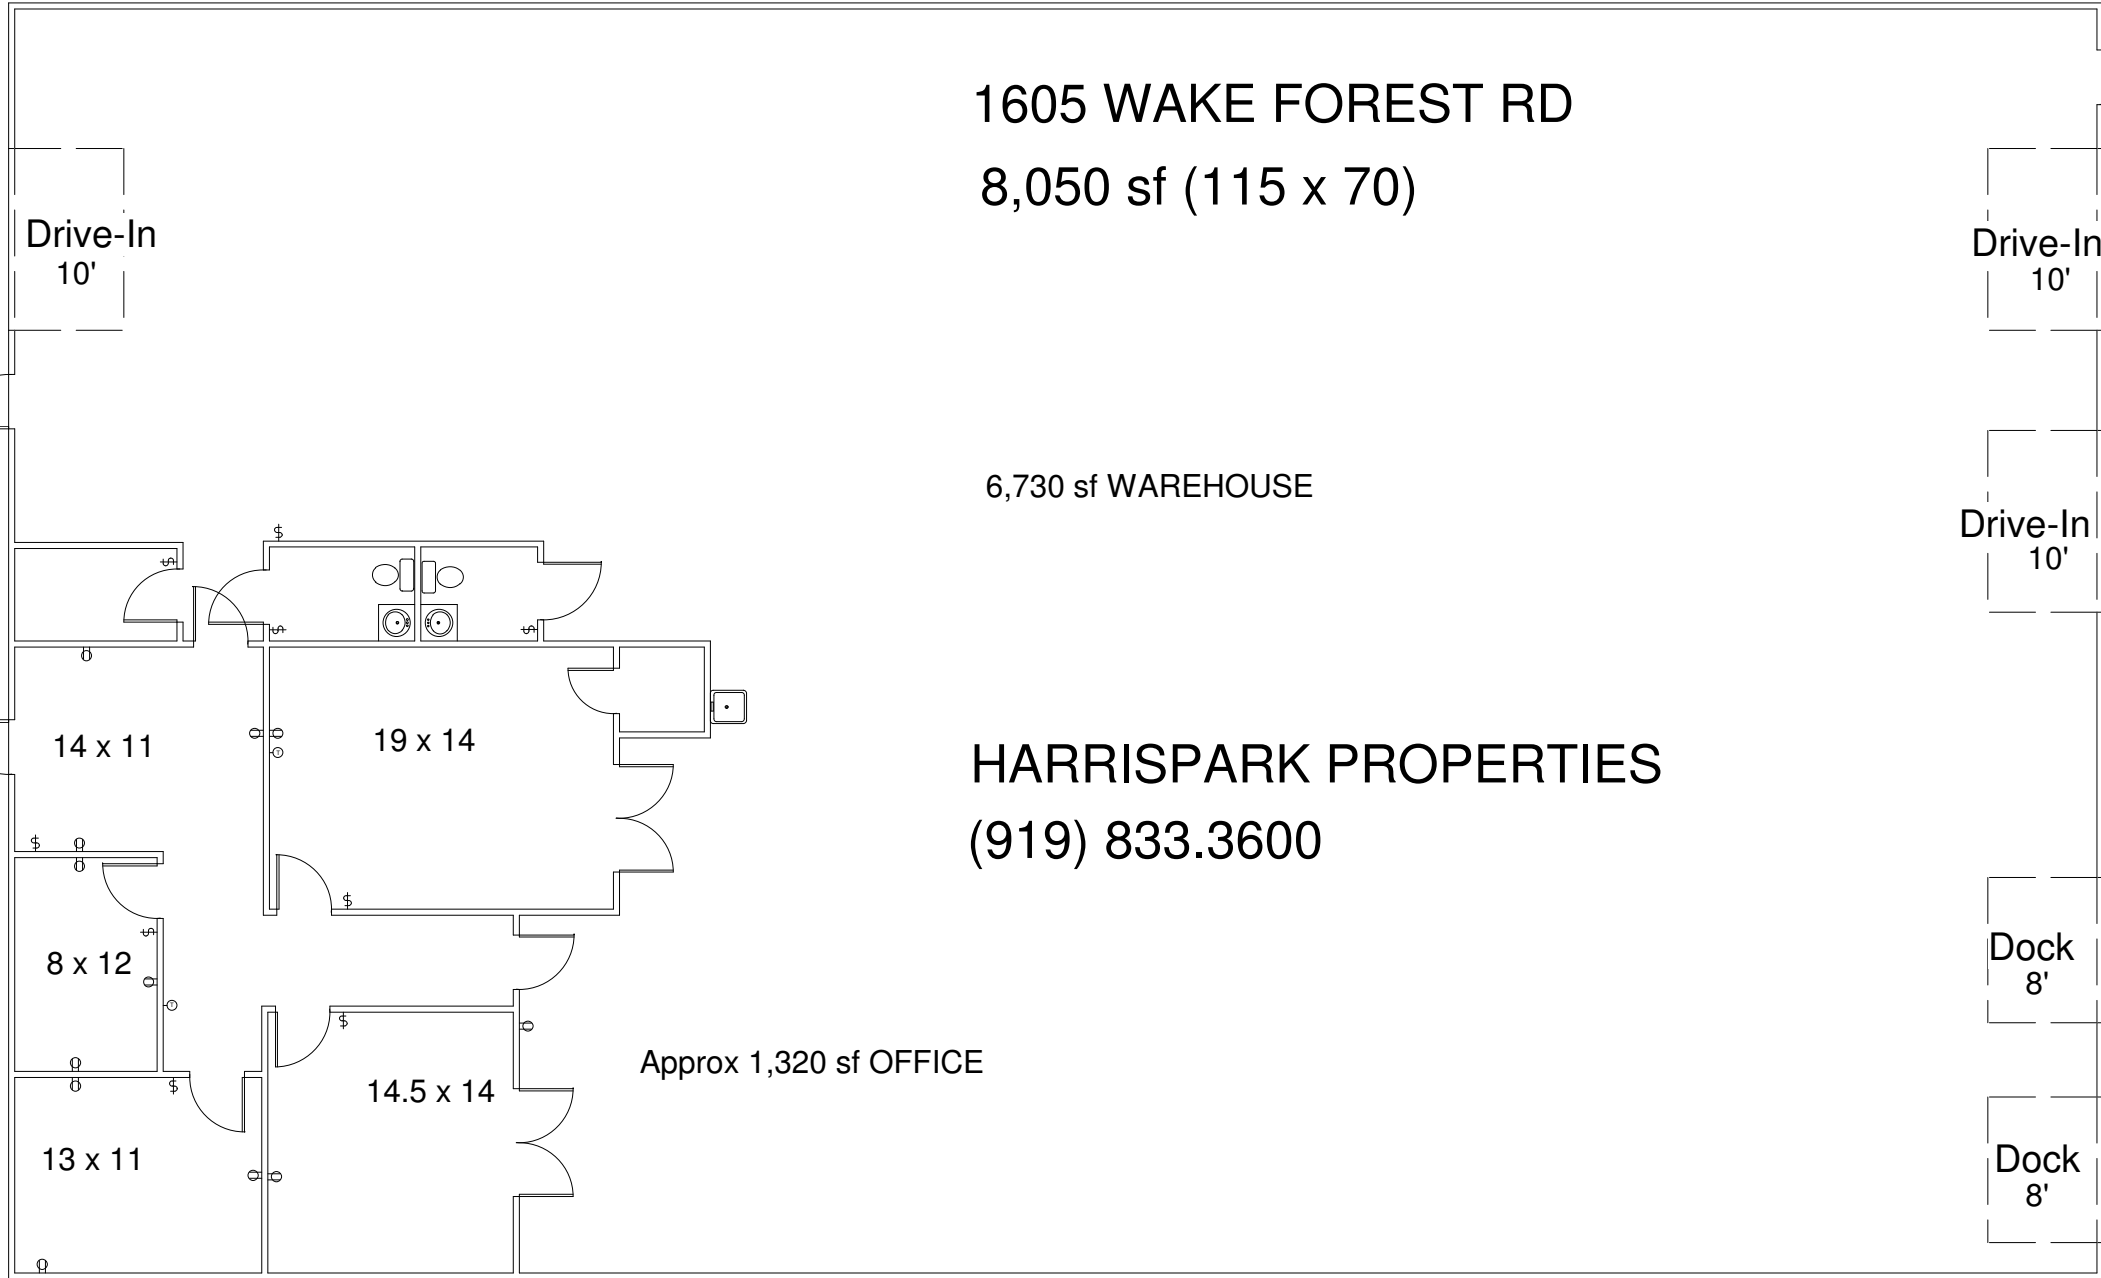 1605 WAKE FOREST RD
8,050 sf (115 x 70)
Drive-In
10'
Drive-In
10'
6,730 sf WAREHOUSE
Drive-In
10'
$
$
$
$
14 x 11
19 x 14
T
HARRISPARK PROPERTIES
(919) 833.3600
$
$
$
8 x 12
T
Dock
8'
$
Approx 1,320 sf OFFICE
$
14.5 x 14
13 x 11
Dock
8'